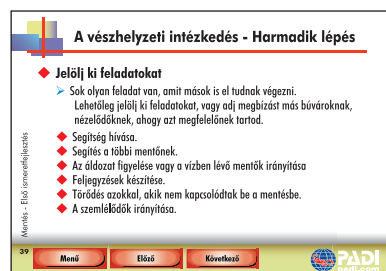 A vészhelyzeti intézkedés - Harmadik lépés
Jelölj ki feladatokat
Sok olyan feladat van, amit mások is el tudnak végezni.
Lehetőleg jelölj ki feladatokat, vagy adj megbízást más búvároknak,
nézelődőknek, ahogy azt megfelelőnek tartod.
Segitség hívása.
Segítés a többi mentőnek.
Az áldozat figyelése vagy a vízben lévő mentők irányítása
Feljegyzések készítése.
Törődés azokkal, akik nem kapcsolódtak be a mentésbe.
A szemlélődők irányítása.
Mentés - Első ismeretfejlesztés
39
Menű
Előző
Következő
PADI
padi.com